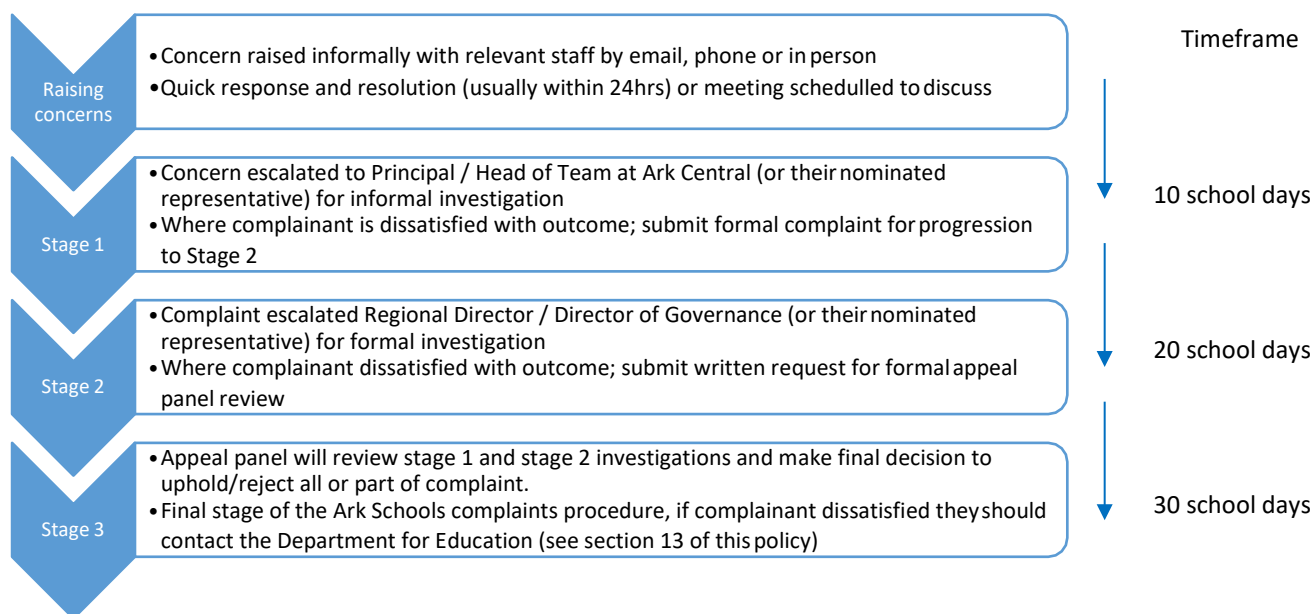 Timeframe
Raising
concerns
•Concern raised informally with relevant staff by email, phone or in person
•Quick response and resolution (usually within 24hrs) or meeting schedulled to discuss
Stage 1
•Concern escalated to Principal / Head of Team at Ark Central (or their nominated
representative) for informal investigation
•Where complainant is dissatisfied with outcome; submit formal complaint for progression
to Stage 2
10 school days
Stage 2
•Complaint escalated Regional Director / Director of Governance (or their nominated
representative) for formal investigation
•Where complainant dissatisfied with outcome; submit written request for formal appeal
panel review
20 school days
Stage 3
•Appeal panel will review stage 1 and stage 2 investigations and make final decision to
uphold/reject all or part of complaint.
•Final stage of the Ark Schools complaints procedure, if complainant dissatisfied they should
contact the Department for Education (see section 13 of this policy)
30 school days